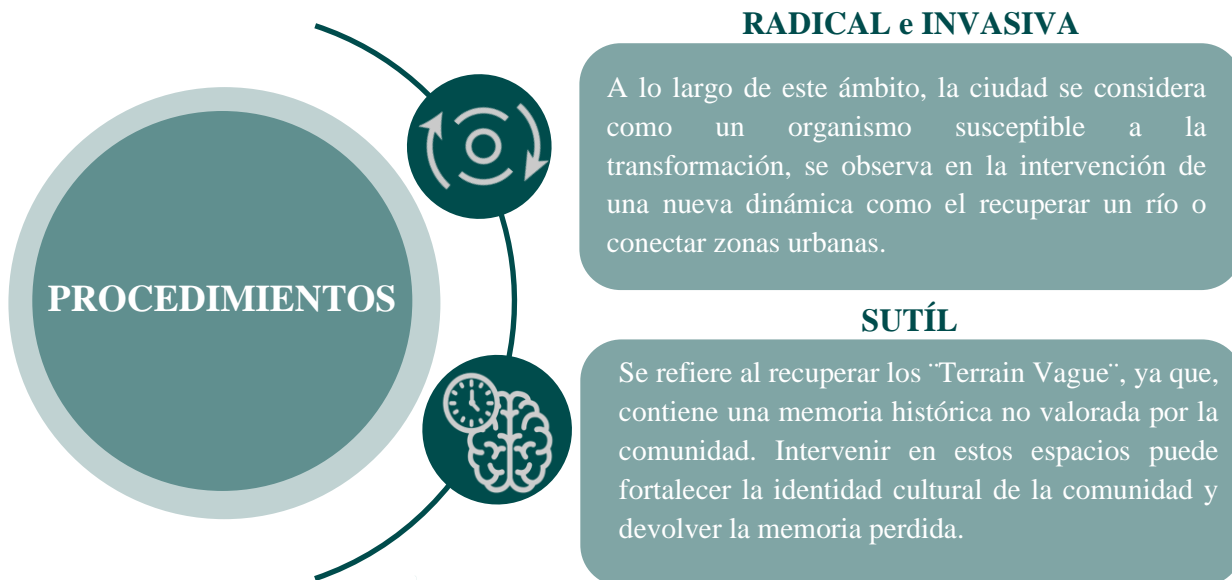 RADICAL e INVASIVA
A lo largo de este ámbito, la ciudad se considera
como un organismo susceptible a la
transformación, se observa en la intervención de
una nueva dinámica como el recuperar un río o
conectar zonas urbanas.
PROCEDIMIENTOS
SUTÍL
Se refiere al recuperar los ¨Terrain Vague¨, ya que,
contiene una memoria histórica no valorada por la
comunidad. Intervenir en estos espacios puede
fortalecer la identidad cultural de la comunidad y
devolver la memoria perdida.